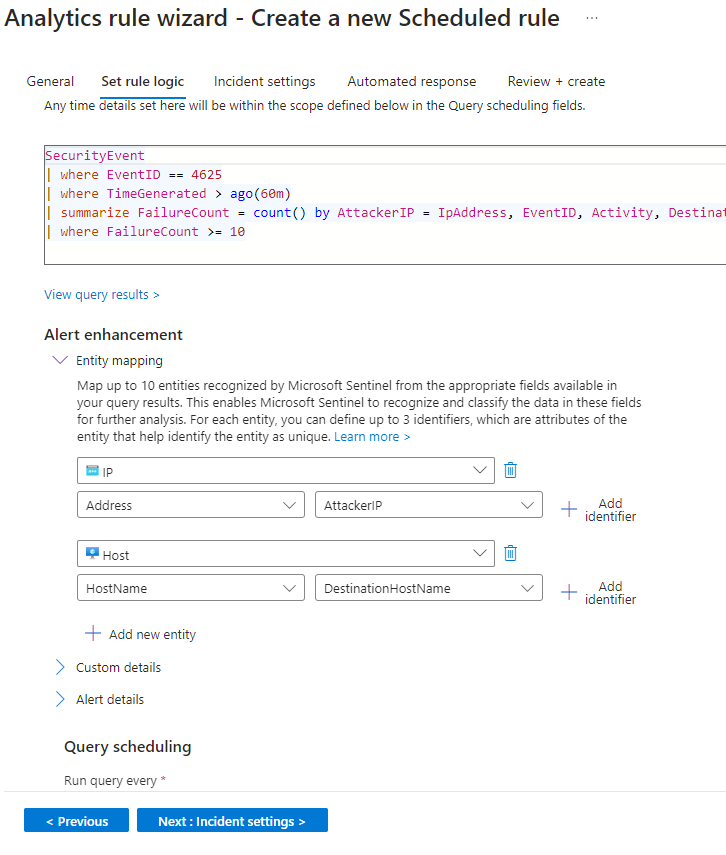 Analytics rule wizard - Create a new Scheduled rule ...
General Set rule logic Incident settings Automated response Review + create
Any time details set here will be within the scope defined below in the Query scheduling fields.
SecurityEvent
| where EventID == 4625
| where TimeGenerated > ago(60m)
| summarize FailureCount = count() by AttackerIP = IpAddress, EventID, Activity, Destinat
| where FailureCount >= 10
View query results >
Alert enhancement
Entity mapping
Map up to 10 entities recognized by Microsoft Sentinel from the appropriate fields available in
your query results. This enables Microsoft Sentinel to recognize and classify the data in these fields
for further analysis. For each entity, you can define up to 3 identifiers, which are attributes of the
entity that help identify the entity as unique. Learn more >
IP
Address AttackerIP + Add
identifier
Host
HostName DestinationHostName + Add
identifier
+ Add new entity
Custom details
Alert details
Query scheduling
Run query every *
< Previous Next : Incident settings >